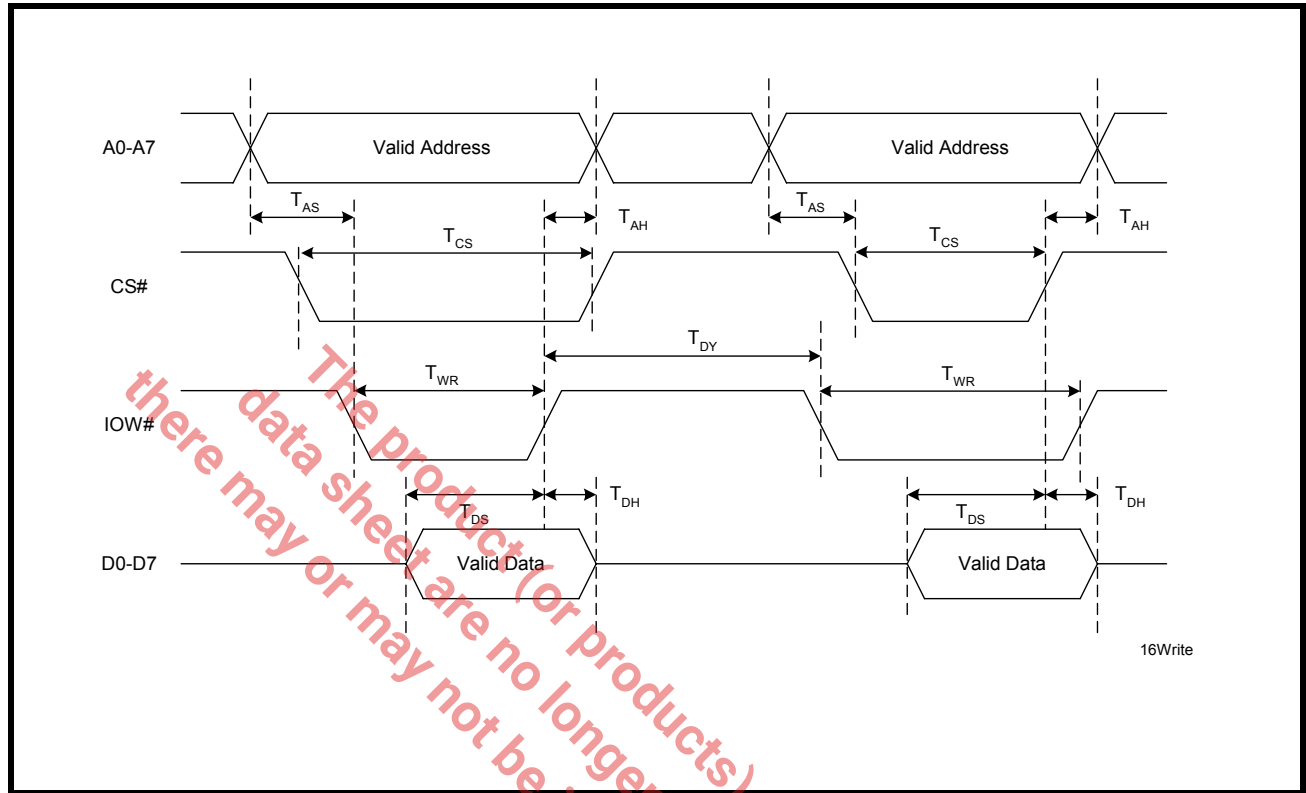 A0-A7
Valid Address
Valid Address
TAS
TAH
TAS
TAH
TCS
TCS
CS#
TDY
TWR
TWR
IOW#
TDS
TDH
TDS
TDH
D0-D7
Valid Data
Valid Data
16Write
The product (or products)
data sheet are no longer
there may or may not be